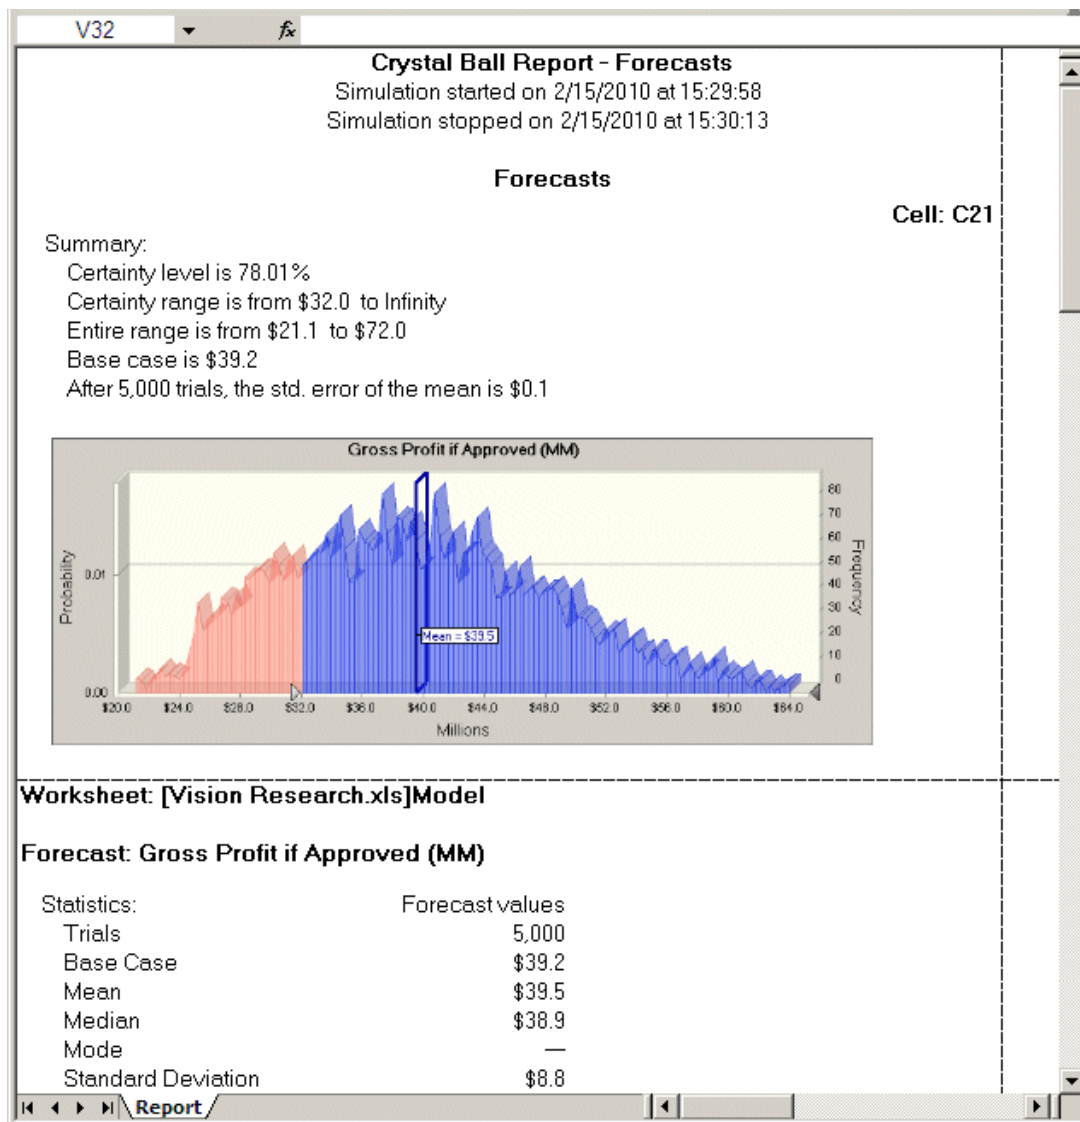 V32 fx
Crystal Ball Report - Forecasts
Simulation started on 2/15/2010 at 15:29:58
Simulation stopped on 2/15/2010 at 15:30:13
Forecasts
Cell: C21
Summary:
Certainty level is 78.01%
Certainty range is from $32.0 to Infinity
Entire range is from $21.1 to $72.0
Base case is $39.2
After 5,000 trials, the std. error of the mean is $0.1
Gross Profit if Approved (MM)
Probability
0.01
0.00
Mean = $39.5
80
70
60
50
40
30
20
10
0
Frequency
$20.0 $24.0 $28.0 $32.0 $36.0 $40.0 $44.0 $48.0 $52.0 $56.0 $60.0 $64.0
Millions
Worksheet: [Vision Research.xls]Model
Forecast: Gross Profit if Approved (MM)
Statistics: Forecast values
Trials 5,000
Base Case $39.2
Mean $39.5
Median $38.9
Mode —
Standard Deviation $8.8
Report